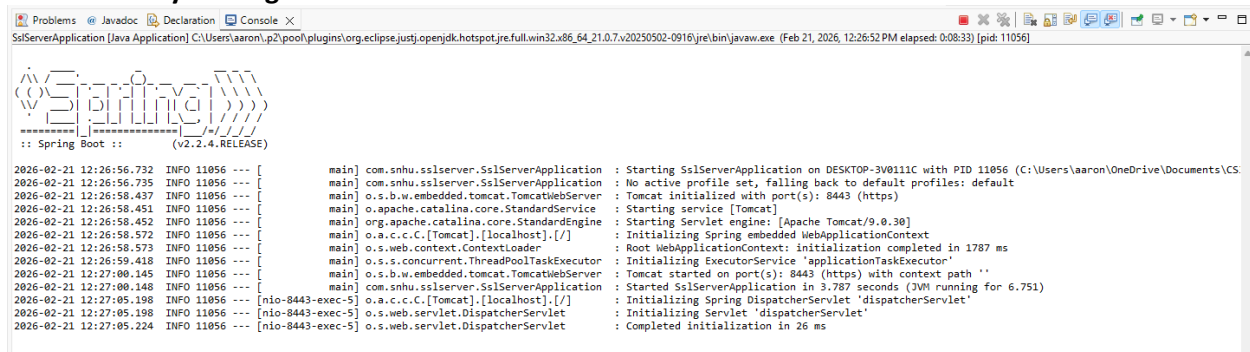 Problems @ Javadoc Declaration Console
SslServerApplication [Java Application] C:\Users\aaron\.p2\pool\plugins\org.eclipse.justj.openjdk.hotspot.jre.full.win32.x86_64_21.0.7.v20250502-0916\jre\bin\javaw.exe (Feb 21, 2026, 12:26:52 PM elapsed: 0:08:33) [pid: 11056]
Spring
:: Spring Boot :: (v2.2.4.RELEASE)
2026-02-21 12:26:56.732 INFO 11056 --- [ main] com.snhu.sslserver.SslServerApplication : Starting SslServerApplication on DESKTOP-3V0111C with PID 11056 (C:\Users\aaron\OneDrive\Documents\CS
2026-02-21 12:26:56.735 INFO 11056 --- [ main] com.snhu.sslserver.SslServerApplication : No active profile set, falling back to default profiles: default
2026-02-21 12:26:58.437 INFO 11056 --- [ main] o.s.b.w.embedded.tomcat.TomcatWebServer : Tomcat initialized with port(s): 8443 (https)
2026-02-21 12:26:58.451 INFO 11056 --- [ main] o.apache.catalina.core.StandardService : Starting service [Tomcat]
2026-02-21 12:26:58.452 INFO 11056 --- [ main] org.apache.catalina.core.StandardEngine : Starting Servlet engine: [Apache Tomcat/9.0.30]
2026-02-21 12:26:58.572 INFO 11056 --- [ main] o.a.c.c.C.[Tomcat].[localhost].[/] : Initializing Spring embedded WebApplicationContext
2026-02-21 12:26:58.573 INFO 11056 --- [ main] o.s.web.context.ContextLoader : Root WebApplicationContext: initialization completed in 1787 ms
2026-02-21 12:26:59.418 INFO 11056 --- [ main] o.s.s.concurrent.ThreadPoolTaskExecutor : Initializing ExecutorService 'applicationTaskExecutor'
2026-02-21 12:27:00.145 INFO 11056 --- [ main] o.s.b.w.embedded.tomcat.TomcatWebServer : Tomcat started on port(s): 8443 (https) with context path ''
2026-02-21 12:27:00.148 INFO 11056 --- [ main] com.snhu.sslserver.SslServerApplication : Started SslServerApplication in 3.787 seconds (JVM running for 6.751)
2026-02-21 12:27:05.198 INFO 11056 --- [nio-8443-exec-5] o.a.c.c.C.[Tomcat].[localhost].[/] : Initializing Spring DispatcherServlet 'dispatcherServlet'
2026-02-21 12:27:05.198 INFO 11056 --- [nio-8443-exec-5] o.s.web.servlet.DispatcherServlet : Initializing Servlet 'dispatcherServlet'
2026-02-21 12:27:05.224 INFO 11056 --- [nio-8443-exec-5] o.s.web.servlet.DispatcherServlet : Completed initialization in 26 ms